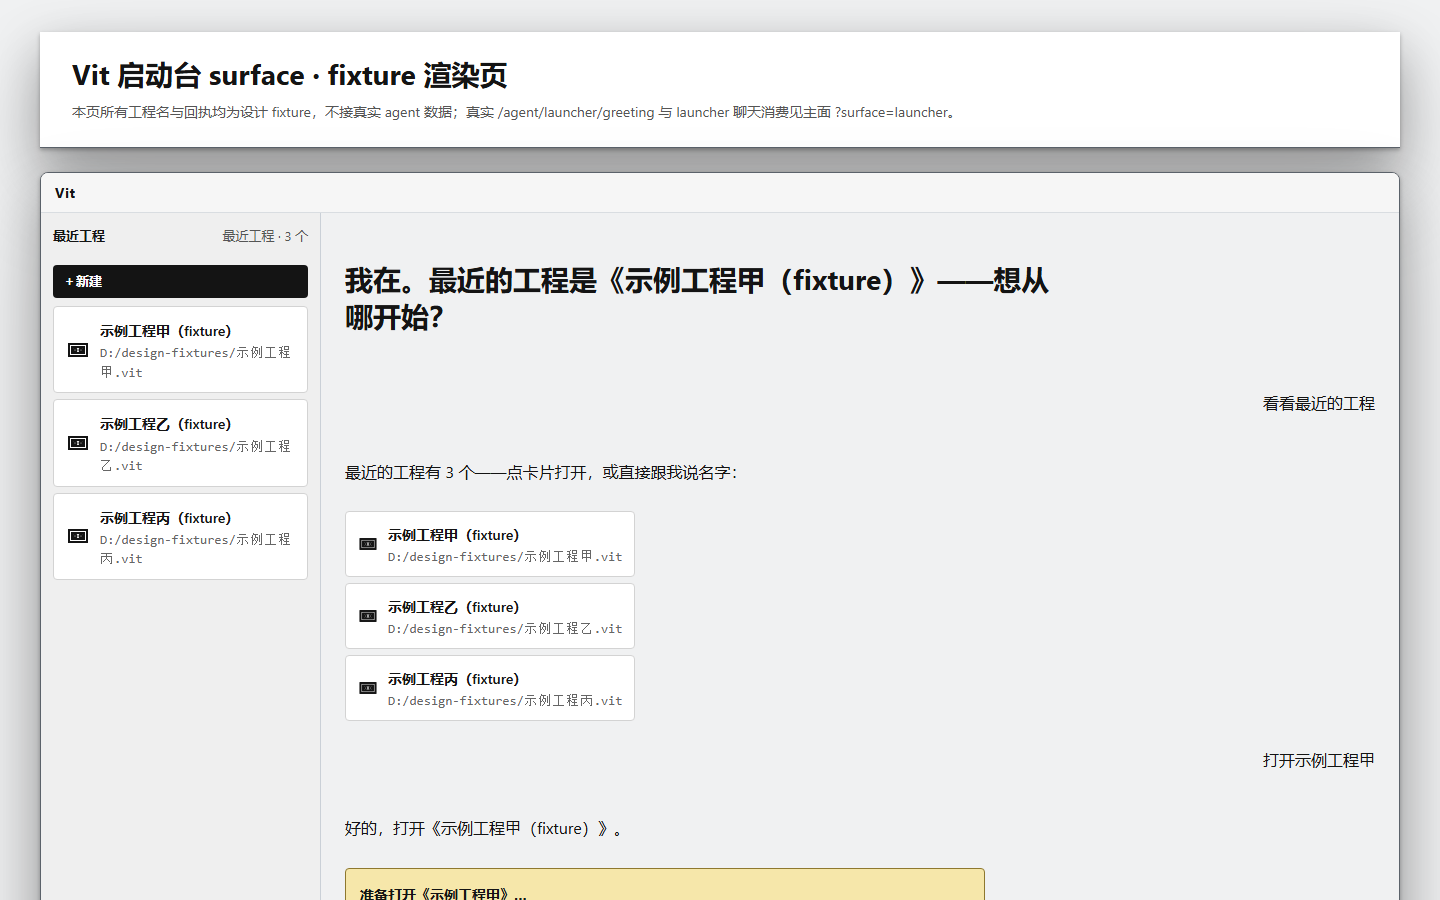 Vit 启动台 surface · fixture 渲染页
本页所有工程名与回执均为设计 fixture，不接真实 agent 数据；真实 /agent/launcher/greeting 与 launcher 聊天消费见主面 ?surface=launcher。
Vit
最近工程
最近工程 · 3 个
+ 新建
示例工程甲（fixture）
D:/design-fixtures/示例工程
甲.vit
示例工程乙（fixture）
D:/design-fixtures/示例工程
乙.vit
示例工程丙（fixture）
D:/design-fixtures/示例工程
丙.vit
我在。最近的工程是《示例工程甲（fixture）》——想从
哪开始？
看看最近的工程
最近的工程有 3 个——点卡片打开，或直接跟我说名字：
示例工程甲（fixture）
D:/design-fixtures/示例工程甲.vit
示例工程乙（fixture）
D:/design-fixtures/示例工程乙.vit
示例工程丙（fixture）
D:/design-fixtures/示例工程丙.vit
打开示例工程甲
好的，打开《示例工程甲（fixture）》。
准备打开《示例工程甲》…